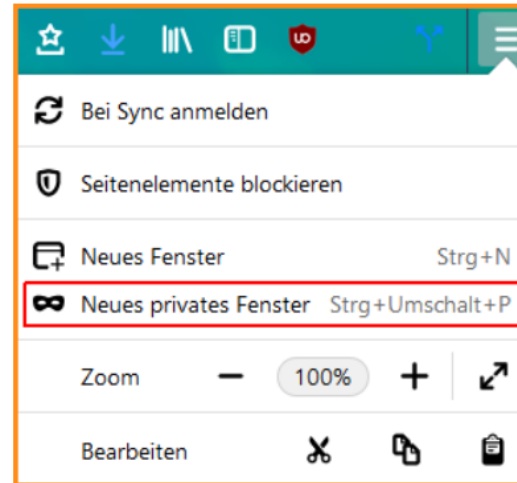 Bei Sync anmelden
Seitenelemente blockieren
Neues Fenster Strg+N
Neues privates Fenster Strg+Umschalt+P
Zoom 100%
Bearbeiten